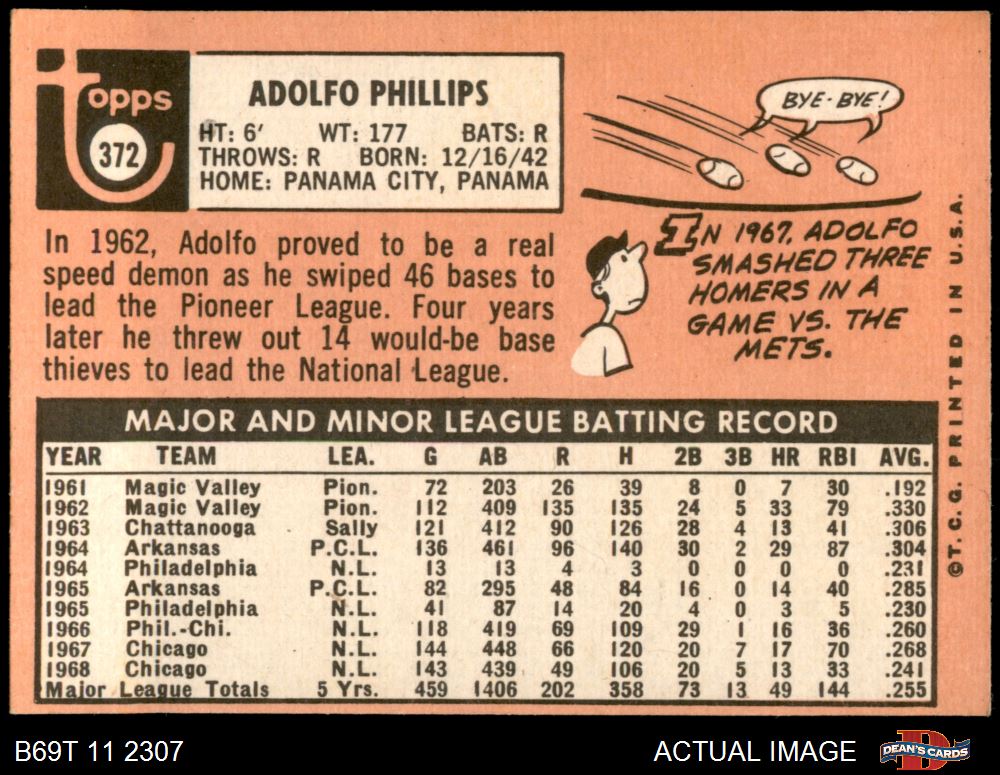 Topps
372
ADOLFO PHILLIPS
HT: 6' WT: 177 BATS: R
THROWS: R BORN: 12/16/42
HOME: PANAMA CITY, PANAMA
BYE-BYE!
In 1962, Adolfo proved to be a real
speed demon as he swiped 46 bases to
lead the Pioneer League. Four years
later he threw out 14 would-be base
thieves to lead the National League.
IN 1967, ADOLFO
SMASHED THREE
HOMERS IN A
GAME VS. THE
METS.
©T.C.G. PRINTED IN U.S.A.
MAJOR AND MINOR LEAGUE BATTING RECORD
YEAR TEAM LEA. G AB R H 2B 3B HR RBI AVG.
1961 Magic Valley Pion. 72 203 26 39 8 0 7 30 .192
1962 Magic Valley Pion. 112 409 135 135 24 5 33 79 .330
1963 Chattanooga Sally 121 412 90 126 28 4 13 41 .306
1964 Arkansas P.C.L. 136 461 96 140 30 2 29 87 .304
1964 Philadelphia N.L. 13 13 4 3 0 0 0 0 .231
1965 Arkansas P.C.L. 82 295 48 84 16 0 14 40 .285
1965 Philadelphia N.L. 41 87 14 20 4 0 3 5 .230
1966 Phil.-Chi. N.L. 118 419 69 109 29 1 16 36 .260
1967 Chicago N.L. 144 448 66 120 20 7 17 70 .268
1968 Chicago N.L. 143 439 49 106 20 5 13 33 .241
Major League Totals 5 Yrs. 459 1406 202 358 73 13 49 144 .255
B69T 11 2307 ACTUAL IMAGE
D
DEAN'S CARDS